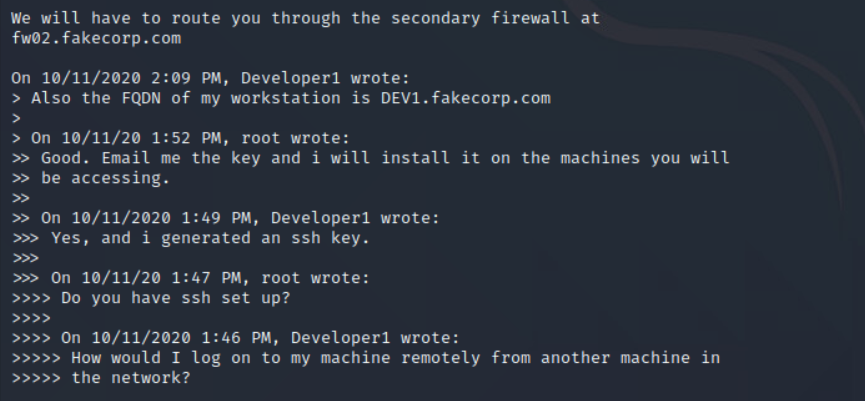 We will have to route you through the secondary firewall at
fw02.fakecorp.com
On 10/11/2020 2:09 PM, Developer1 wrote:
> Also the FQDN of my workstation is DEV1.fakecorp.com
>
> On 10/11/20 1:52 PM, root wrote:
>> Good. Email me the key and i will install it on the machines you will
>> be accessing.
>>
>> On 10/11/2020 1:49 PM, Developer1 wrote:
>>> Yes, and i generated an ssh key.
>>>
>>> On 10/11/20 1:47 PM, root wrote:
>>>> Do you have ssh set up?
>>>>
>>>> On 10/11/2020 1:46 PM, Developer1 wrote:
>>>>> How would I log on to my machine remotely from another machine in
>>>>> the network?